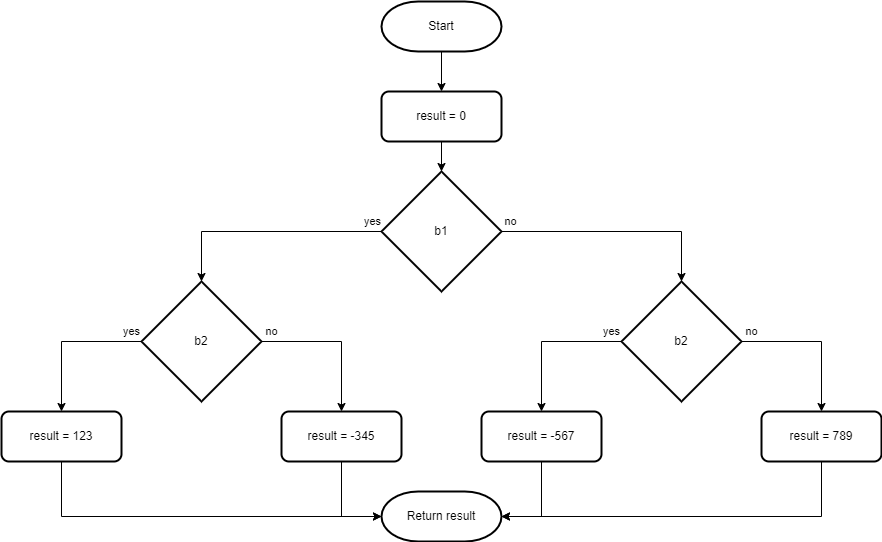 Start
result = 0
yes
b1
no
yes
b2
no
yes
b2
no
result = 123
result = -345
result = -567
result = 789
Return result